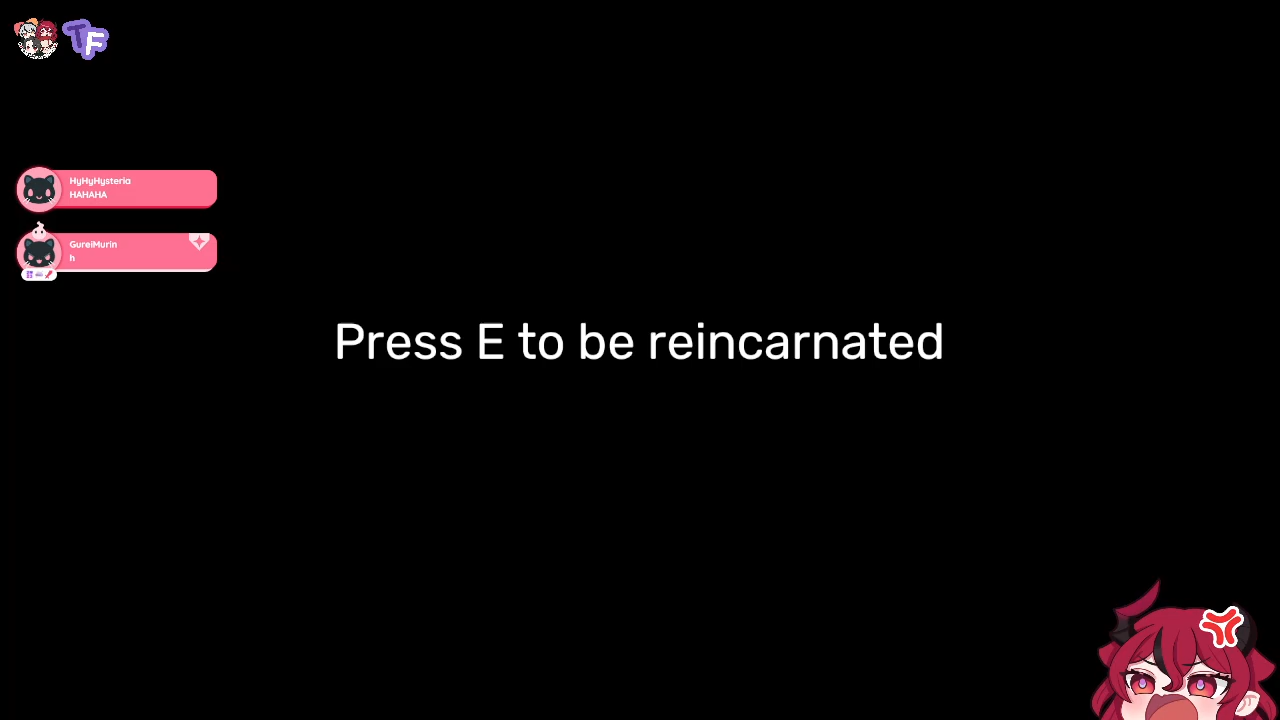 TF
HyHyHysteria
HAHAHA
GureiMurin
h
Press E to be reincarnated